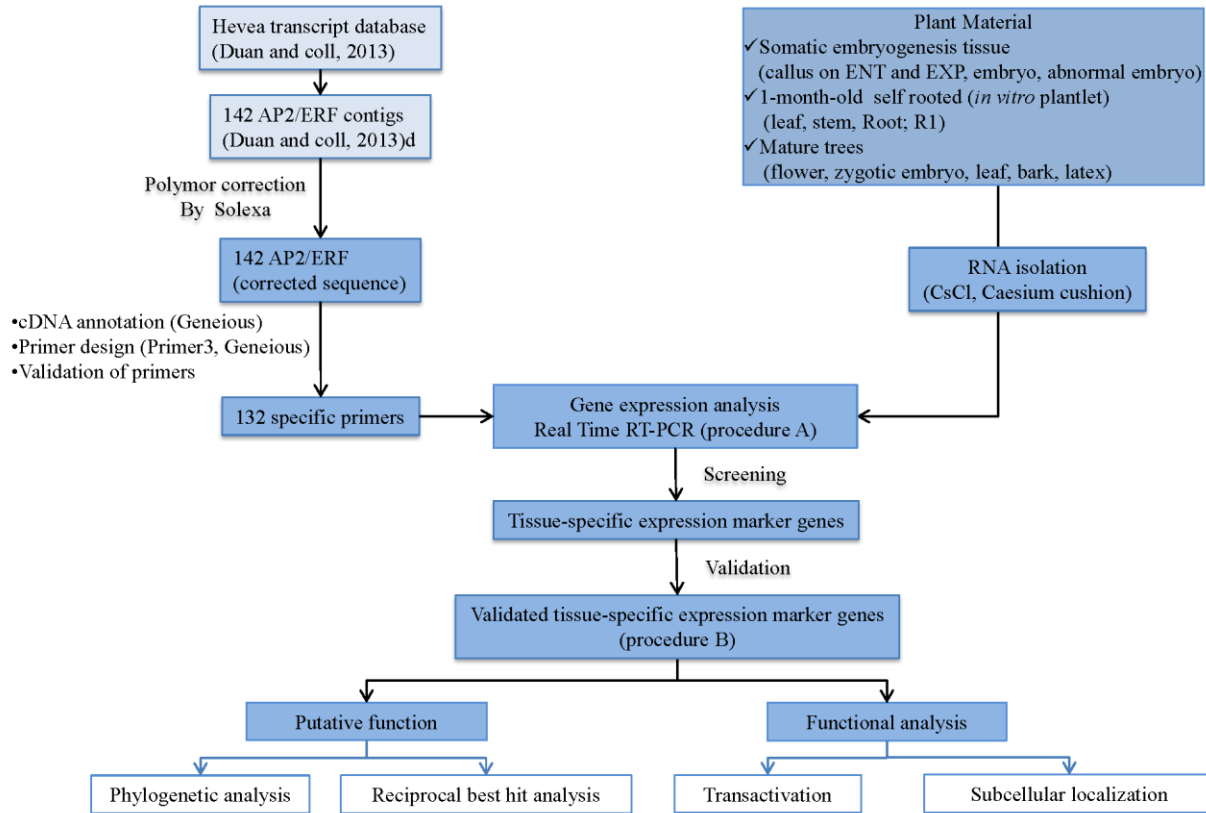 Hevea transcript database
(Duan and coll, 2013)
142 AP2/ERF contigs
(Duan and coll, 2013)d
Polymor correction
By Solexa
142 AP2/ERF
(corrected sequence)
•cDNA annotation (Geneious)
•Primer design (Primer3, Geneious)
•Validation of primers
132 specific primers
Plant Material
✓Somatic embryogenesis tissue
(callus on ENT and EXP, embryo, abnormal embryo)
✓1-month-old self rooted (in vitro plantlet)
(leaf, stem, Root; R1)
✓Mature trees
(flower, zygotic embryo, leaf, bark, latex)
RNA isolation
(CsCl, Caesium cushion)
Gene expression analysis
Real Time RT-PCR (procedure A)
Screening
Tissue-specific expression marker genes
Validation
Validated tissue-specific expression marker genes
(procedure B)
Putative function
Functional analysis
Phylogenetic analysis
Reciprocal best hit analysis
Transactivation
Subcellular localization